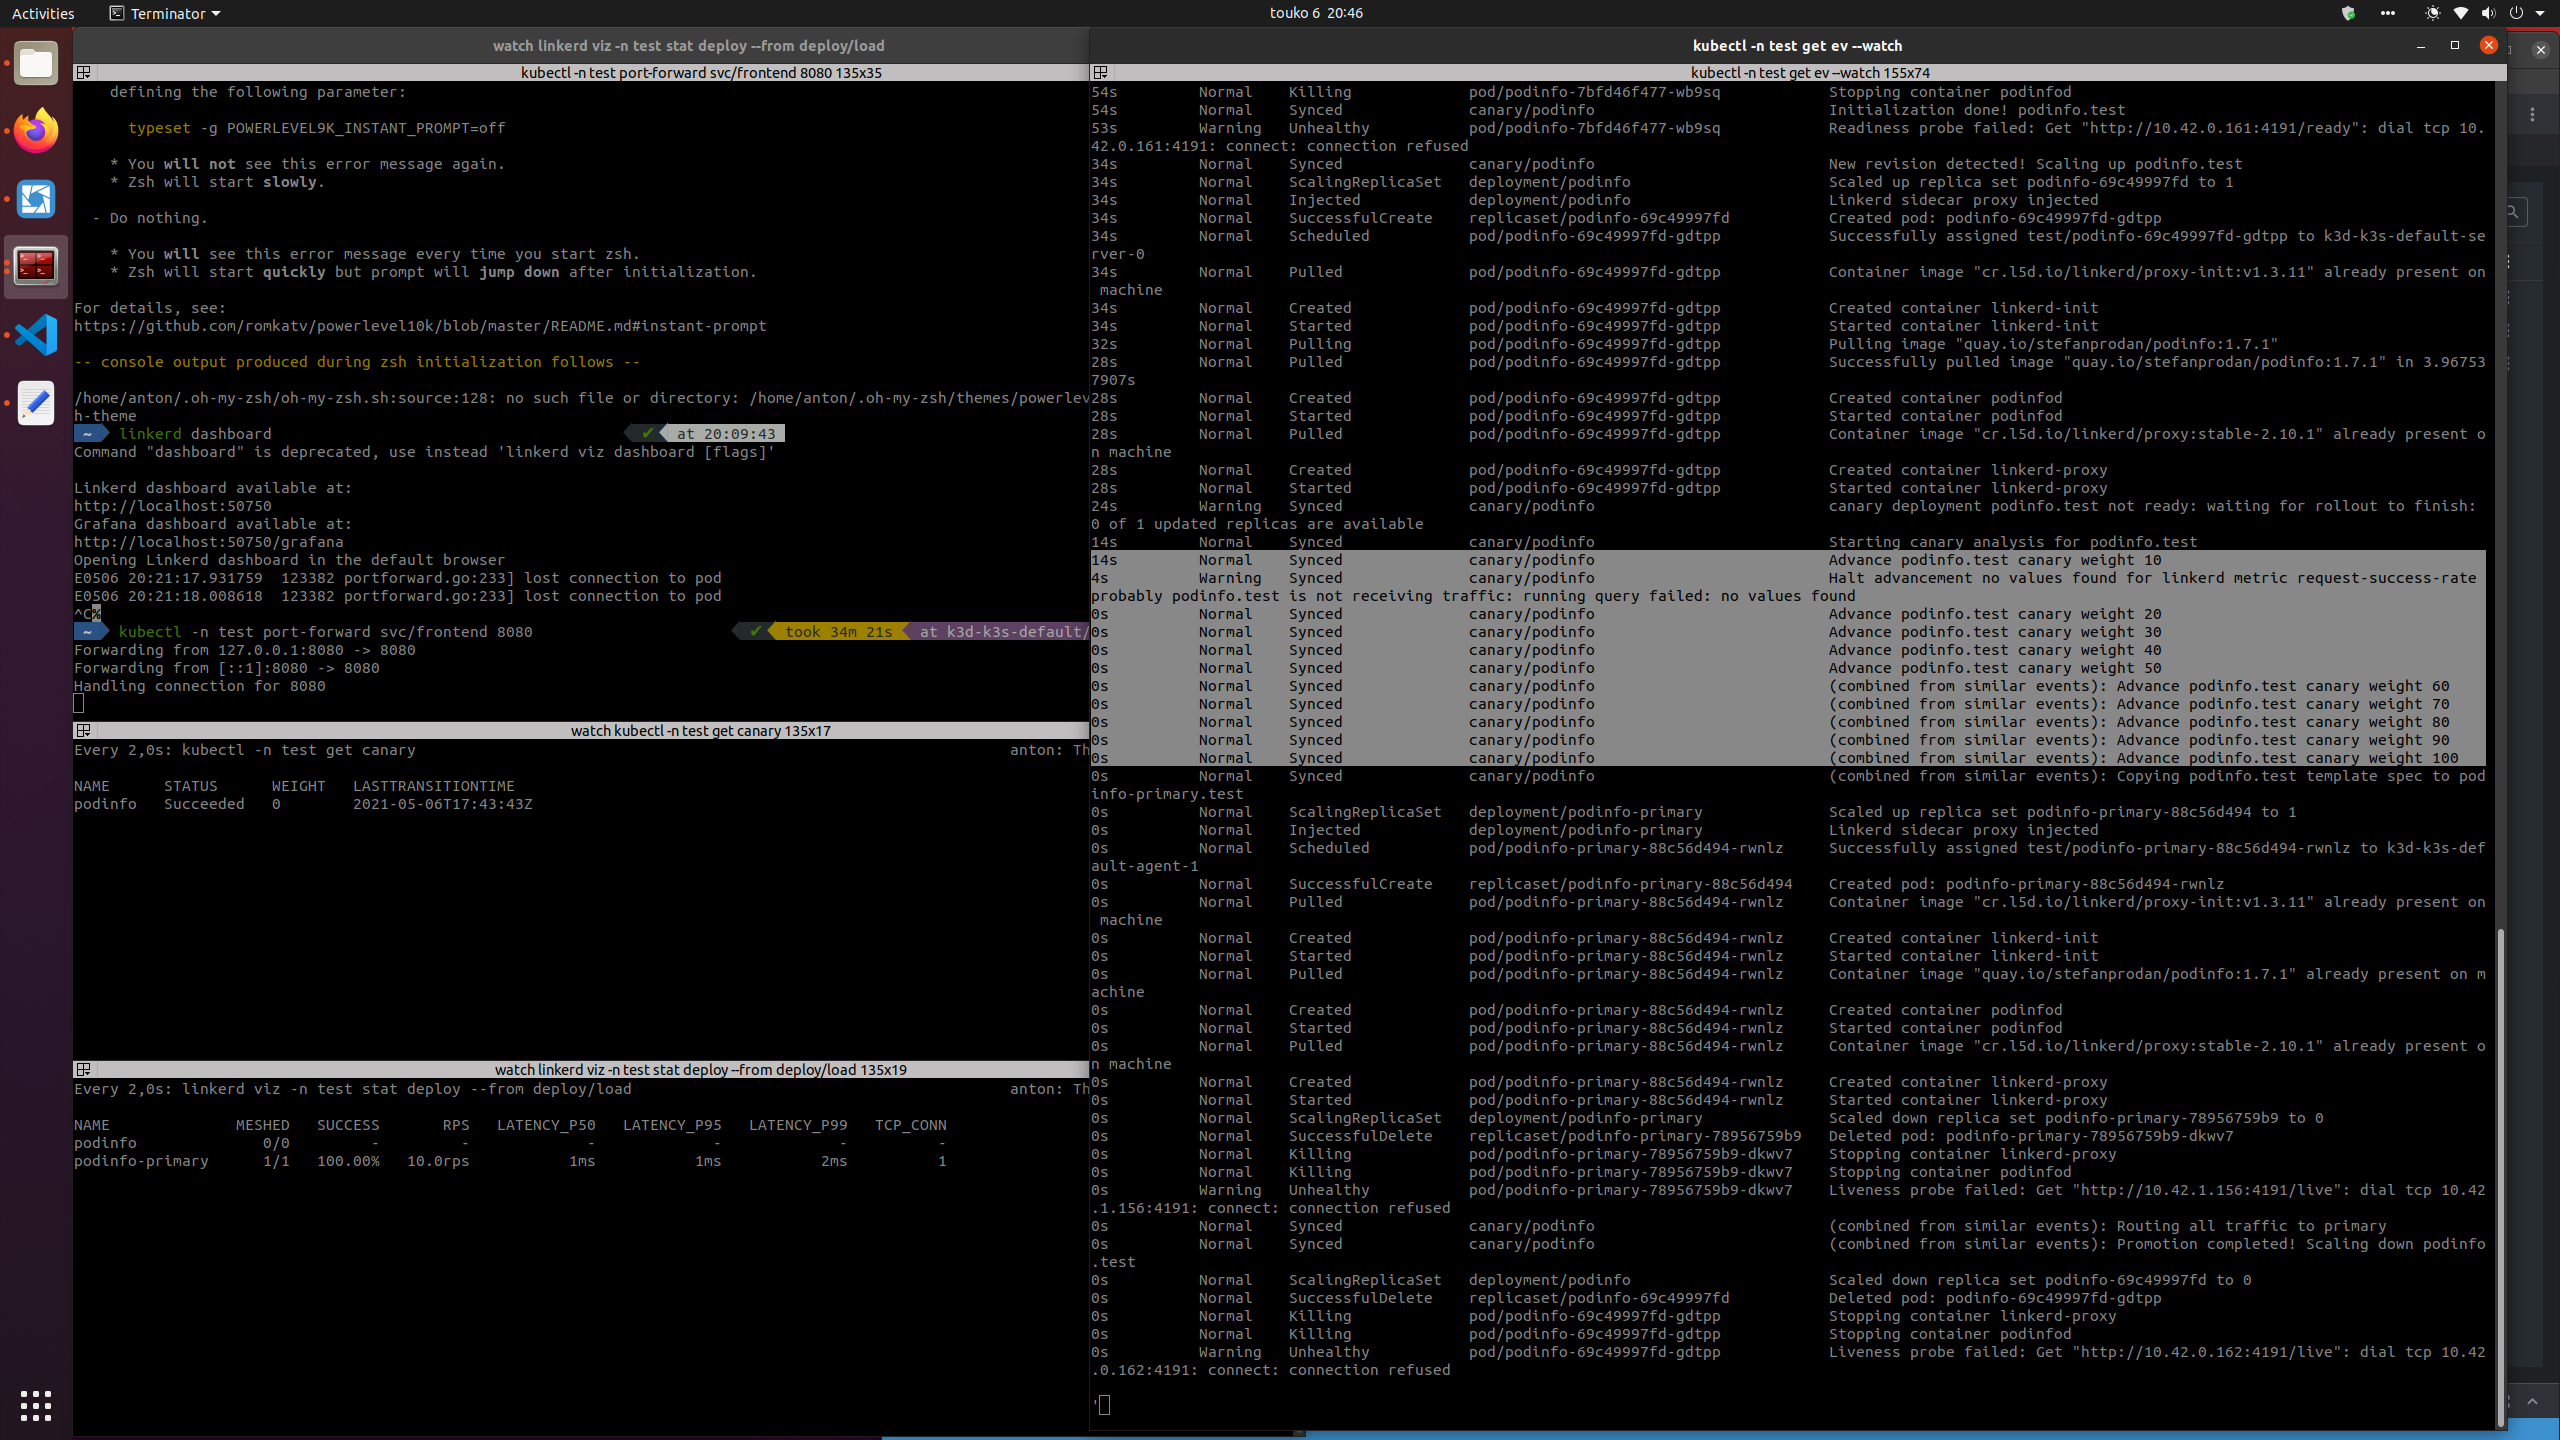 Activities
Terminator
touko 6 20:46
watch linkerd viz -n test stat deploy --from deploy/load
kubectl -n test port-forward svc/frontend 8080 135x35
defining the following parameter:
typeset -g POWERLEVEL9K_INSTANT_PROMPT=off
* You will not see this error message again.
* Zsh will start slowly.
- Do nothing.
* You will see this error message every time you start zsh.
* Zsh will start quickly but prompt will jump down after initialization.
For details, see:
https://github.com/romkatv/powerlevel10k/blob/master/README.md#instant-prompt
-- console output produced during zsh initialization follows --
/home/anton/.oh-my-zsh/oh-my-zsh.sh:source:128: no such file or directory: /home/anton/.oh-my-zsh/themes/powerlev
h-theme
~ linkerd dashboard ✔ at 20:09:43
Command "dashboard" is deprecated, use instead 'linkerd viz dashboard [flags]'
Linkerd dashboard available at:
http://localhost:50750
Grafana dashboard available at:
http://localhost:50750/grafana
Opening Linkerd dashboard in the default browser
E0506 20:21:17.931759 123382 portforward.go:233] lost connection to pod
E0506 20:21:18.008618 123382 portforward.go:233] lost connection to pod
^C%
~ kubectl -n test port-forward svc/frontend 8080 ✔ took 34m 21s at k3d-k3s-default/
Forwarding from 127.0.0.1:8080 -> 8080
Forwarding from [::1]:8080 -> 8080
Handling connection for 8080
watch kubectl -n test get canary 135x17
Every 2,0s: kubectl -n test get canary anton: Th
NAME STATUS WEIGHT LASTTRANSITIONTIME
podinfo Succeeded 0 2021-05-06T17:43:43Z
watch linkerd viz -n test stat deploy --from deploy/load 135x19
Every 2,0s: linkerd viz -n test stat deploy --from deploy/load anton: Th
NAME MESHED SUCCESS RPS LATENCY_P50 LATENCY_P95 LATENCY_P99 TCP_CONN
podinfo 0/0 - - - - - -
podinfo-primary 1/1 100.00% 10.0rps 1ms 1ms 2ms 1
kubectl -n test get ev --watch
kubectl -n test get ev --watch 155x74
54s Normal Killing pod/podinfo-7bfd46f477-wb9sq Stopping container podinfod
54s Normal Synced canary/podinfo Initialization done! podinfo.test
53s Warning Unhealthy pod/podinfo-7bfd46f477-wb9sq Readiness probe failed: Get "http://10.42.0.161:4191/ready": dial tcp 10.
42.0.161:4191: connect: connection refused
34s Normal Synced canary/podinfo New revision detected! Scaling up podinfo.test
34s Normal ScalingReplicaSet deployment/podinfo Scaled up replica set podinfo-69c49997fd to 1
34s Normal Injected deployment/podinfo Linkerd sidecar proxy injected
34s Normal SuccessfulCreate replicaset/podinfo-69c49997fd Created pod: podinfo-69c49997fd-gdtpp
34s Normal Scheduled pod/podinfo-69c49997fd-gdtpp Successfully assigned test/podinfo-69c49997fd-gdtpp to k3d-k3s-default-se
rver-0
34s Normal Pulled pod/podinfo-69c49997fd-gdtpp Container image "cr.l5d.io/linkerd/proxy-init:v1.3.11" already present on
machine
34s Normal Created pod/podinfo-69c49997fd-gdtpp Created container linkerd-init
34s Normal Started pod/podinfo-69c49997fd-gdtpp Started container linkerd-init
32s Normal Pulling pod/podinfo-69c49997fd-gdtpp Pulling image "quay.io/stefanprodan/podinfo:1.7.1"
28s Normal Pulled pod/podinfo-69c49997fd-gdtpp Successfully pulled image "quay.io/stefanprodan/podinfo:1.7.1" in 3.96753
7907s
28s Normal Created pod/podinfo-69c49997fd-gdtpp Created container podinfod
28s Normal Started pod/podinfo-69c49997fd-gdtpp Started container podinfod
28s Normal Pulled pod/podinfo-69c49997fd-gdtpp Container image "cr.l5d.io/linkerd/proxy:stable-2.10.1" already present o
n machine
28s Normal Created pod/podinfo-69c49997fd-gdtpp Created container linkerd-proxy
28s Normal Started pod/podinfo-69c49997fd-gdtpp Started container linkerd-proxy
24s Warning Synced canary/podinfo canary deployment podinfo.test not ready: waiting for rollout to finish:
0 of 1 updated replicas are available
14s Normal Synced canary/podinfo Starting canary analysis for podinfo.test
14s Normal Synced canary/podinfo Advance podinfo.test canary weight 10
4s Warning Synced canary/podinfo Halt advancement no values found for linkerd metric request-success-rate
probably podinfo.test is not receiving traffic: running query failed: no values found
0s Normal Synced canary/podinfo Advance podinfo.test canary weight 20
0s Normal Synced canary/podinfo Advance podinfo.test canary weight 30
0s Normal Synced canary/podinfo Advance podinfo.test canary weight 40
0s Normal Synced canary/podinfo Advance podinfo.test canary weight 50
0s Normal Synced canary/podinfo (combined from similar events): Advance podinfo.test canary weight 60
0s Normal Synced canary/podinfo (combined from similar events): Advance podinfo.test canary weight 70
0s Normal Synced canary/podinfo (combined from similar events): Advance podinfo.test canary weight 80
0s Normal Synced canary/podinfo (combined from similar events): Advance podinfo.test canary weight 90
0s Normal Synced canary/podinfo (combined from similar events): Advance podinfo.test canary weight 100
0s Normal Synced canary/podinfo (combined from similar events): Copying podinfo.test template spec to pod
info-primary.test
0s Normal ScalingReplicaSet deployment/podinfo-primary Scaled up replica set podinfo-primary-88c56d494 to 1
0s Normal Injected deployment/podinfo-primary Linkerd sidecar proxy injected
0s Normal Scheduled pod/podinfo-primary-88c56d494-rwnlz Successfully assigned test/podinfo-primary-88c56d494-rwnlz to k3d-k3s-def
ault-agent-1
0s Normal SuccessfulCreate replicaset/podinfo-primary-88c56d494 Created pod: podinfo-primary-88c56d494-rwnlz
0s Normal Pulled pod/podinfo-primary-88c56d494-rwnlz Container image "cr.l5d.io/linkerd/proxy-init:v1.3.11" already present on
machine
0s Normal Created pod/podinfo-primary-88c56d494-rwnlz Created container linkerd-init
0s Normal Started pod/podinfo-primary-88c56d494-rwnlz Started container linkerd-init
0s Normal Pulled pod/podinfo-primary-88c56d494-rwnlz Container image "quay.io/stefanprodan/podinfo:1.7.1" already present on m
achine
0s Normal Created pod/podinfo-primary-88c56d494-rwnlz Created container podinfod
0s Normal Started pod/podinfo-primary-88c56d494-rwnlz Started container podinfod
0s Normal Pulled pod/podinfo-primary-88c56d494-rwnlz Container image "cr.l5d.io/linkerd/proxy:stable-2.10.1" already present o
n machine
0s Normal Created pod/podinfo-primary-88c56d494-rwnlz Created container linkerd-proxy
0s Normal Started pod/podinfo-primary-88c56d494-rwnlz Started container linkerd-proxy
0s Normal ScalingReplicaSet deployment/podinfo-primary Scaled down replica set podinfo-primary-78956759b9 to 0
0s Normal SuccessfulDelete replicaset/podinfo-primary-78956759b9 Deleted pod: podinfo-primary-78956759b9-dkwv7
0s Normal Killing pod/podinfo-primary-78956759b9-dkwv7 Stopping container linkerd-proxy
0s Normal Killing pod/podinfo-primary-78956759b9-dkwv7 Stopping container podinfod
0s Warning Unhealthy pod/podinfo-primary-78956759b9-dkwv7 Liveness probe failed: Get "http://10.42.1.156:4191/live": dial tcp 10.42
.1.156:4191: connect: connection refused
0s Normal Synced canary/podinfo (combined from similar events): Routing all traffic to primary
0s Normal Synced canary/podinfo (combined from similar events): Promotion completed! Scaling down podinfo
.test
0s Normal ScalingReplicaSet deployment/podinfo Scaled down replica set podinfo-69c49997fd to 0
0s Normal SuccessfulDelete replicaset/podinfo-69c49997fd Deleted pod: podinfo-69c49997fd-gdtpp
0s Normal Killing pod/podinfo-69c49997fd-gdtpp Stopping container linkerd-proxy
0s Normal Killing pod/podinfo-69c49997fd-gdtpp Stopping container podinfod
0s Warning Unhealthy pod/podinfo-69c49997fd-gdtpp Liveness probe failed: Get "http://10.42.0.162:4191/live": dial tcp 10.42
.0.162:4191: connect: connection refused
'